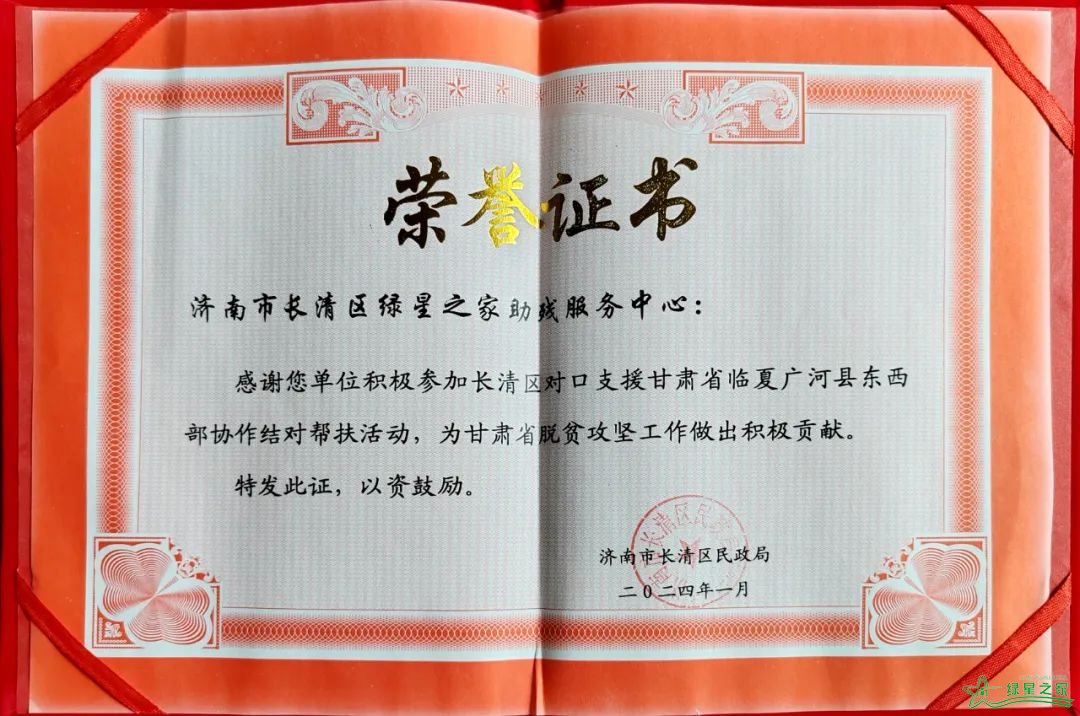 荣誉证书
济南市长清区绿星之家助残服务中心：
感谢您单位积极参加长清区对口支援甘肃省临夏广河县东西
部协作结对帮扶活动，为甘肃省脱贫攻坚工作做出积极贡献。
特发此证，以资鼓励。
济南市长清区民政局
二0二四年一月
绿星之家